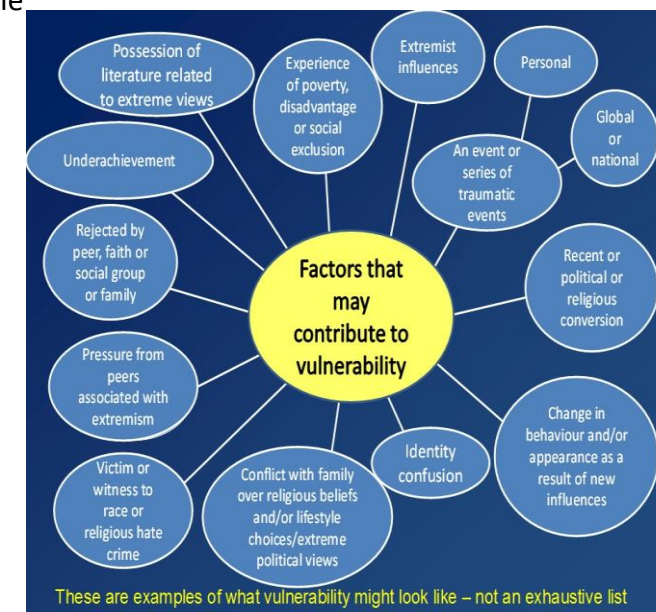 ne
Possession of
literature related
to extreme views
Experience
of poverty,
disadvantage
or social
exclusion
Extremist
influences
Personal
Global
or
national
An event or
series of
traumatic
events
Underachievement
Rejected by
peer, faith or
social group
or family
Factors that
may
contribute to
vulnerability
Recent or
political or
religious
conversion
Pressure from
peers
associated with
extremism
Change in
behaviour and/or
appearance as a
result of new
influences
Identity
confusion
Conflict with family
over religious beliefs
and/or lifestyle
choices/extreme
political views
Victim or
witness to
race or
religious hate
crime
These are examples of what vulnerability might look like – not an exhaustive list